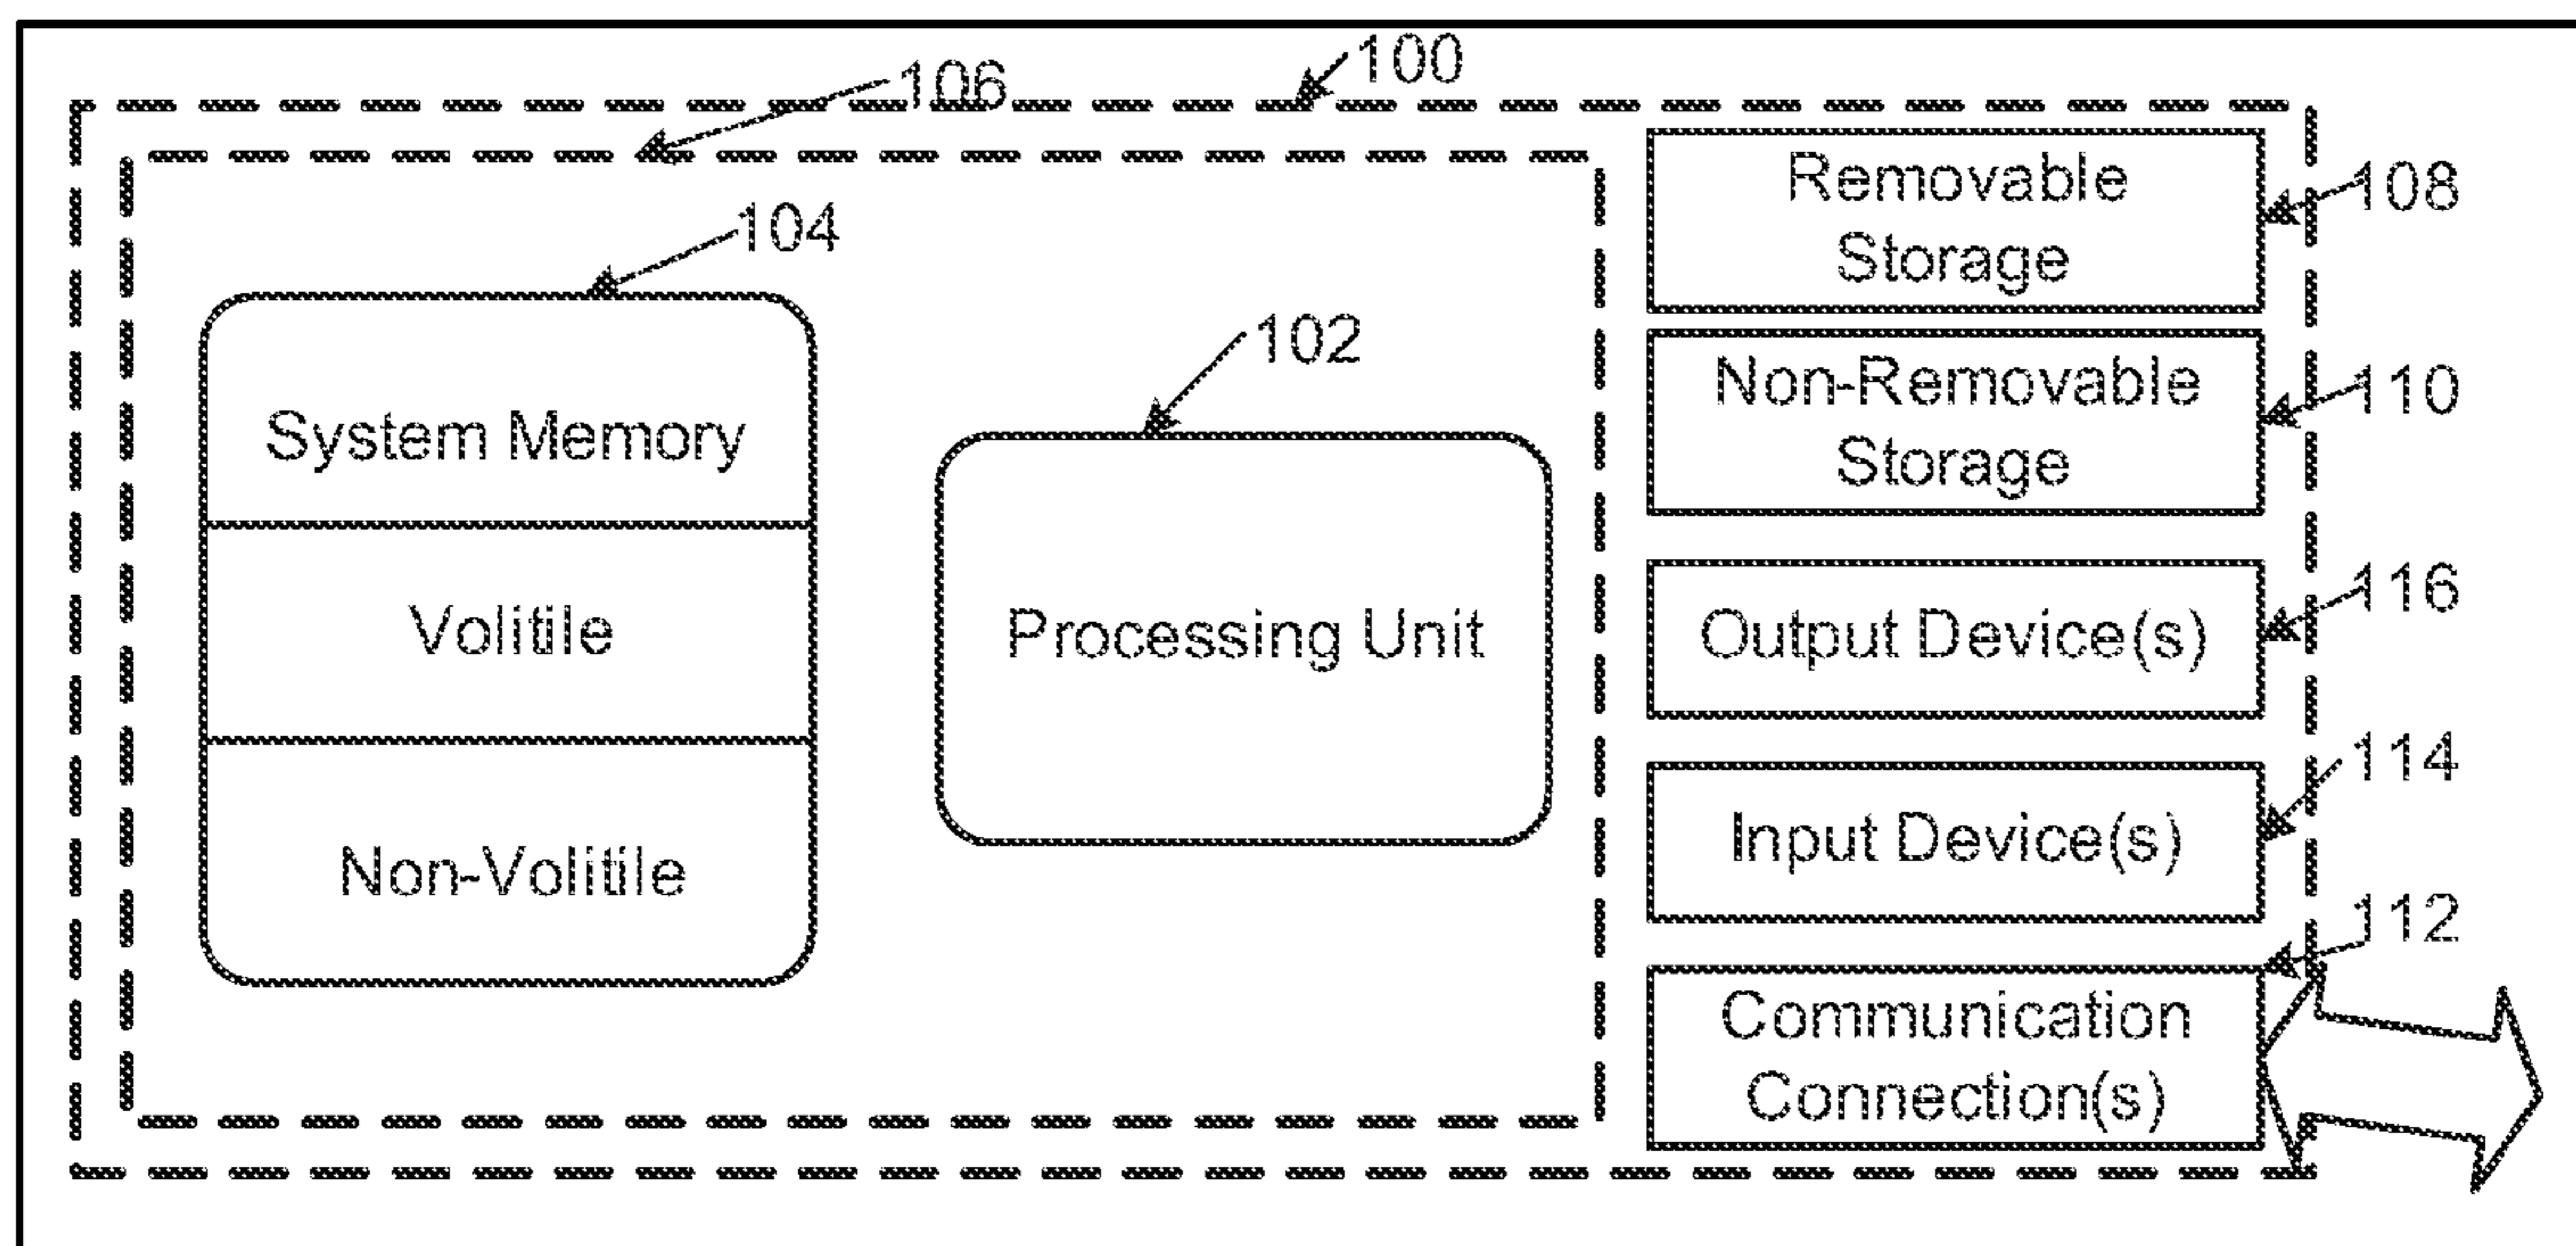 100
106
Removable
Storage
108
104
102
Non-Removable
Storage
110
System Memory
Volitile
Non-Volitile
Processing Unit
Output Device(s)
116
Input Device(s)
114
112
Communication
Connection(s)